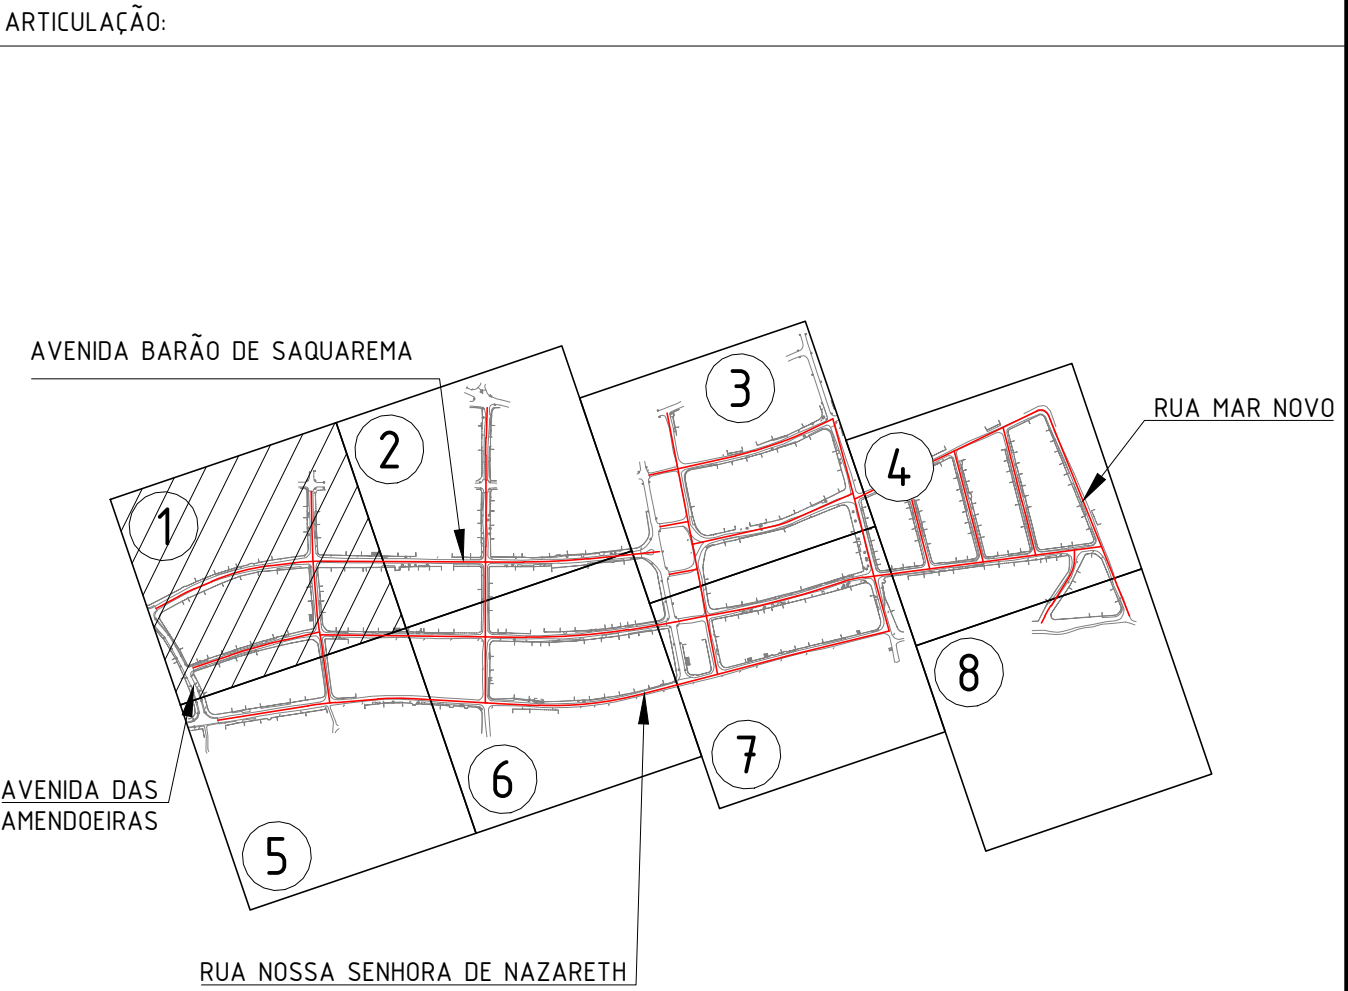 ARTICULAÇÃO:
AVENIDA BARÃO DE SAQUAREMA
3
RUA MAR NOVO
2
4
1
8
7
6
AVENIDA DAS
AMENDOEIRAS
5
RUA NOSSA SENHORA DE NAZARETH